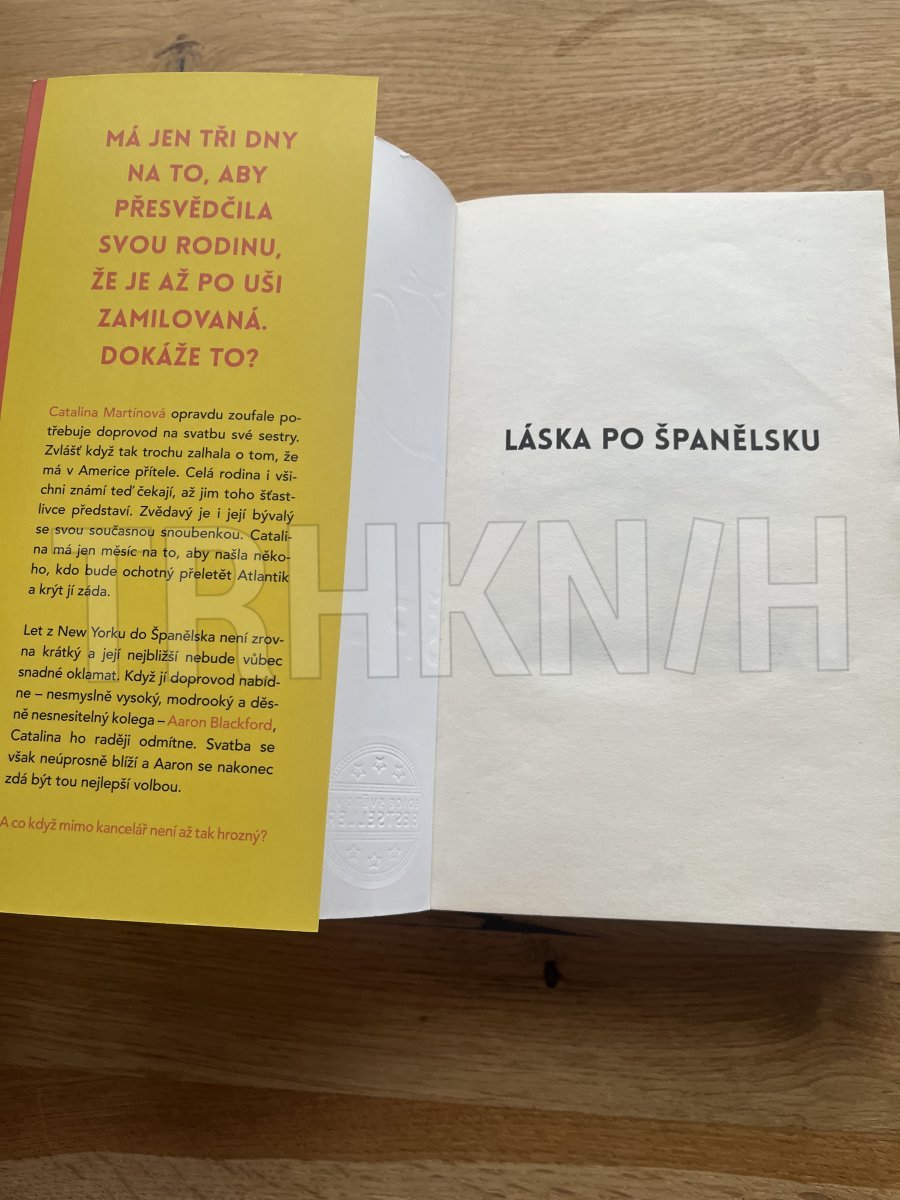 MÁ JEN TŘI DNY
NA TO, ABY
PŘESVĚDČILA
SVOU RODINU,
ŽE JE AŽ PO UŠI
ZAMILOVANÁ.
DOKÁŽE TO?
Catalina Martínová opravdu zoufale po-
třebuje doprovod na svatbu své sestry.
Zvlášť když tak trochu zalhala o tom, že
má v Americe přítele. Celá rodina i vši-
chni známí teď čekají, až jim toho šťast-
livce představí. Zvědavý je i její bývalý
se svou současnou snoubenkou. Catali-
na má jen měsíc na to, aby našla něko-
ho, kdo bude ochotný přeletět Atlantik
a krýt jí záda.
Let z New Yorku do Španělska není zrov-
na krátký a její nejbližší nebude vůbec
snadné oklamat. Když jí doprovod nabíd-
ne – nesmyslně vysoký, modrooký a děs-
ně nesnesitelný kolega – Aaron Blackford,
Catalina ho raději odmítne. Svatba se
však neúprosně blíží a Aaron se nakonec
zdá být tou nejlepší volbou.
A co když mimo kancelář není až tak hrozný?
LÁSKA PO ŠPANĚLSKU
TRHKNIH
BESTSELLER